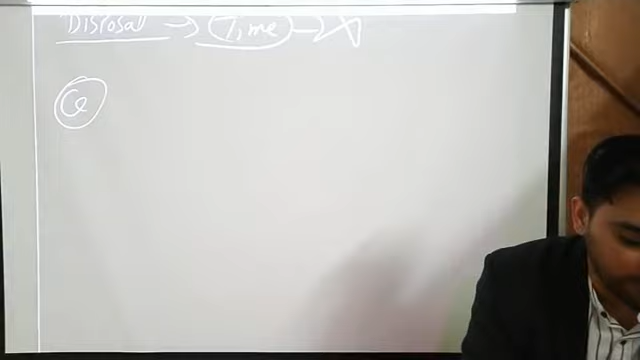 Disposal → (Time) → X
Q